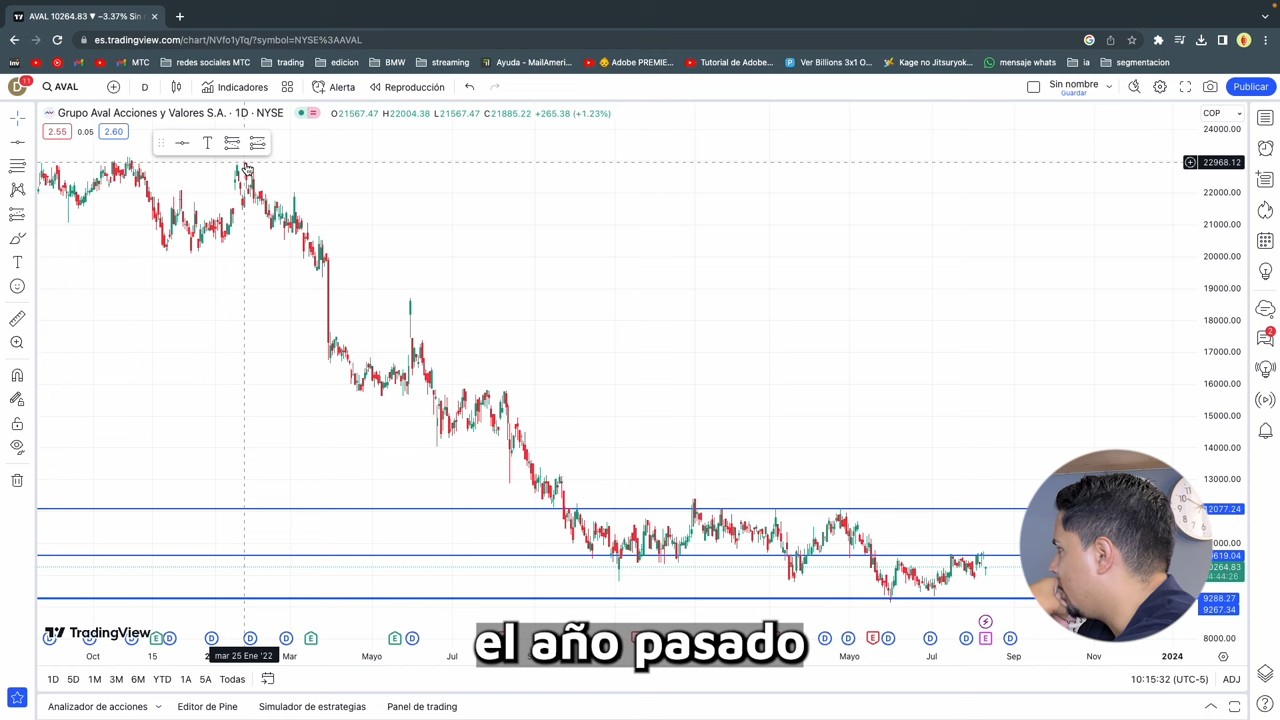 AVAL 10264.83 ▼ −3.37% Sin n
es.tradingview.com/chart/NVfo1yTq/?symbol=NYSE%3AAVAL
MTC
redes sociales MTC
trading
edicion
BMW
streaming
Ayuda - MailAmeri...
Adobe PREMIE...
Tutorial de Adobe...
Ver Billions 3x1 O...
Kage no Jitsuryok...
mensaje whats
ia
segmentacion
D
11
AVAL
D
Indicadores
Alerta
Reproducción
Sin nombre
Guardar
Publicar
Grupo Aval Acciones y Valores S.A. · 1D · NYSE
O21567.47 H22004.38 L21567.47 C21885.22 +265.38 (+1.23%)
COP
2.55 0.05 2.60
24000.00
22968.12
22000.00
21000.00
20000.00
19000.00
18000.00
17000.00
16000.00
15000.00
14000.00
13000.00
2
12077.24
9288.27
9267.34
8000.00
TradingView
el año pasado
Oct
15
mar 25 Ene '22
Mar
Mayo
Jul
Mayo
Jul
Sep
Nov
2024
1D 5D 1M 3M 6M YTD 1A 5A Todas
10:15:32 (UTC-5)
ADJ
Analizador de acciones
Editor de Pine
Simulador de estrategias
Panel de trading